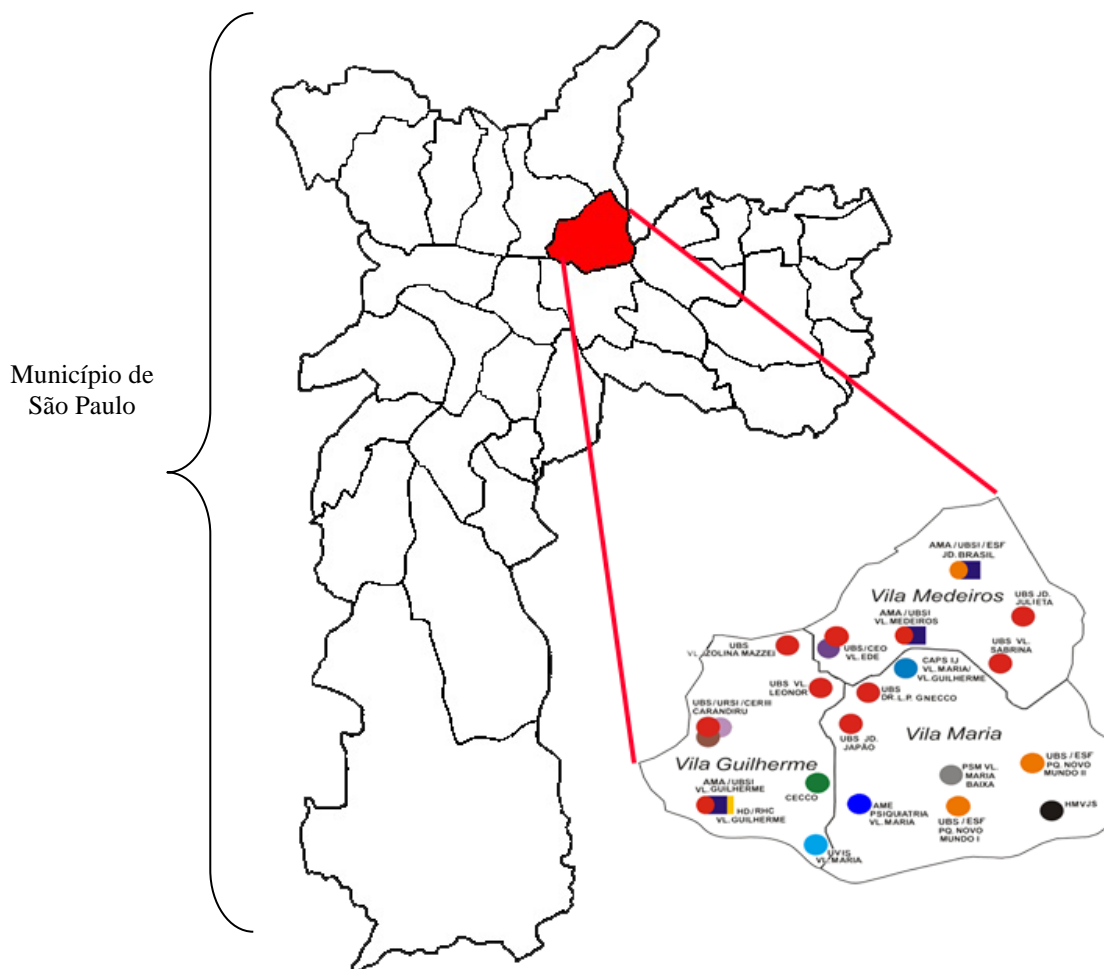 Município de
São Paulo
AMA / UBSI / ESF
JD. BRASIL
Vila Medeiros
UBS JD.
JULIETA
AMA / UBSI
VL. MEDEIROS
UBS
VL. IZOLINA MAZZEI
UBS/CEO
VL. EDE
UBS VL.
SABRINA
CAPS IJ
VL. MARIA/
VL. GUILHERME
UBS VL.
LEONOR
UBS
DR. L.P. GNECCO
UBS / URSI / CER III
CARANDIRU
UBS JD.
JAPÃO
Vila Maria
Vila Guilherme
AMA / UBSI
VL. GUILHERME
HD/RHC
VL. GUILHERME
CECCO
PSM VL.
MARIA
BAIXA
UBS / ESF
PQ. NOVO
MUNDO II
AME
PSIQUIATRIA
VL. MARIA
UBS / ESF
PQ. NOVO
MUNDO I
HMVJS
UVIS
VL. MARIA